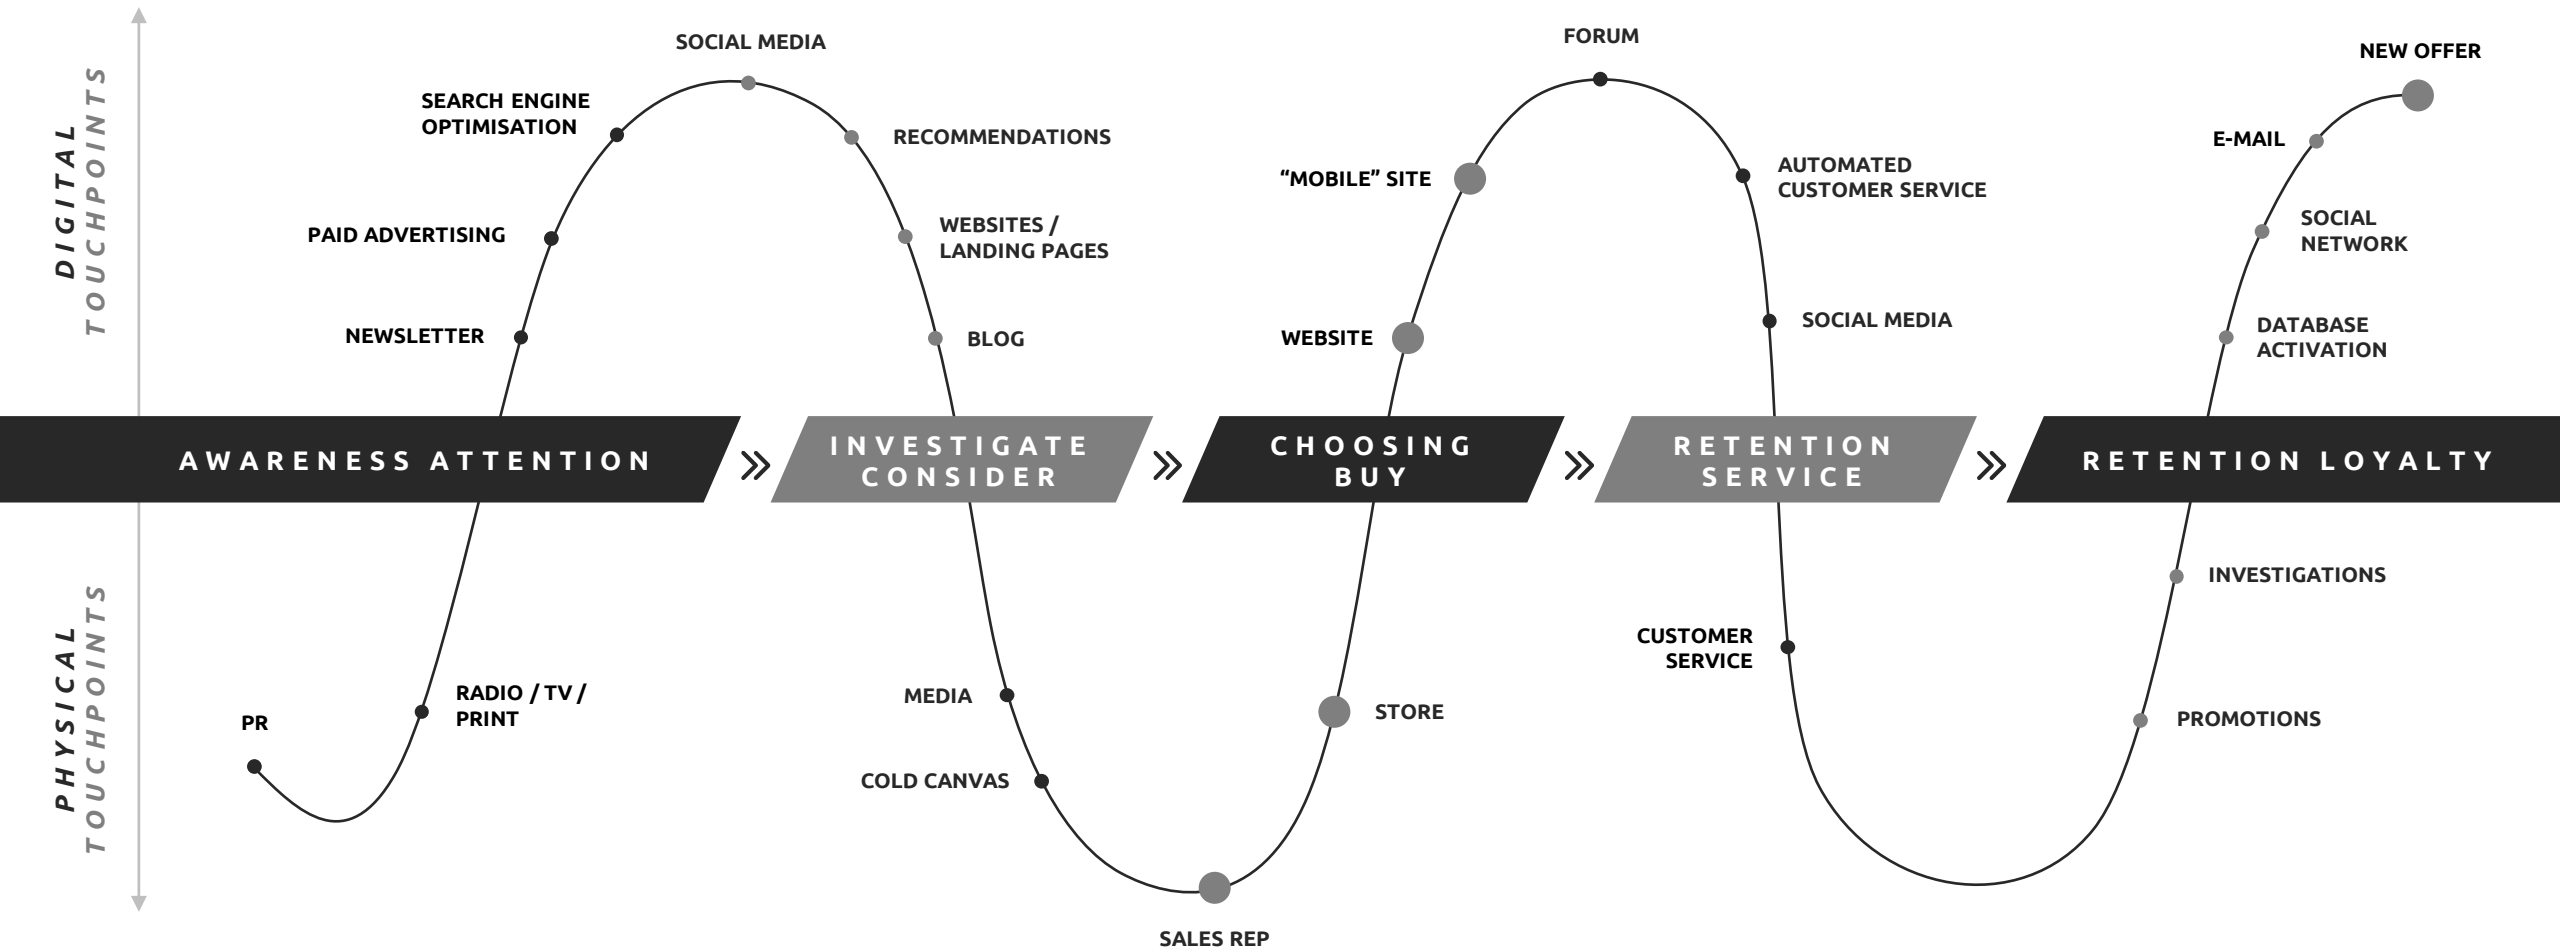 DIGITAL
TOUCHPOINTS
PHYSICAL
TOUCHPOINTS
PR
RADIO / TV /
PRINT
NEWSLETTER
PAID ADVERTISING
SEARCH ENGINE
OPTIMISATION
SOCIAL MEDIA
RECOMMENDATIONS
WEBSITES /
LANDING PAGES
BLOG
AWARENESS ATTENTION
INVESTIGATE
CONSIDER
CHOOSING
BUY
RETENTION
SERVICE
RETENTION LOYALTY
MEDIA
COLD CANVAS
SALES REP
STORE
WEBSITE
“MOBILE” SITE
FORUM
AUTOMATED
CUSTOMER SERVICE
SOCIAL MEDIA
CUSTOMER
SERVICE
PROMOTIONS
INVESTIGATIONS
DATABASE
ACTIVATION
SOCIAL
NETWORK
E-MAIL
NEW OFFER